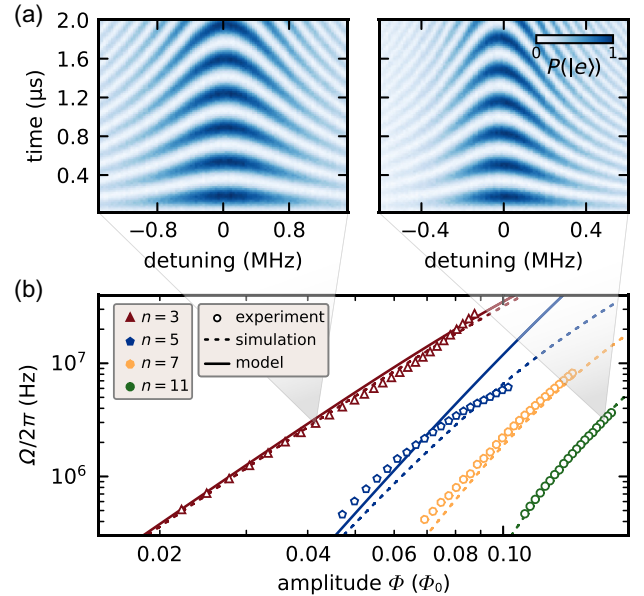 (a)
2.0
1.6
1.2
0.8
0.4
time (μs)
−0.8 0 0.8
detuning (MHz)
0 1
P(|e⟩)
−0.4 0 0.4
detuning (MHz)
(b)
n = 3
n = 5
n = 7
n = 11
experiment
simulation
model
10⁷
10⁶
Ω/2π (Hz)
0.02 0.04 0.06 0.08 0.10
amplitude Φ (Φ₀)